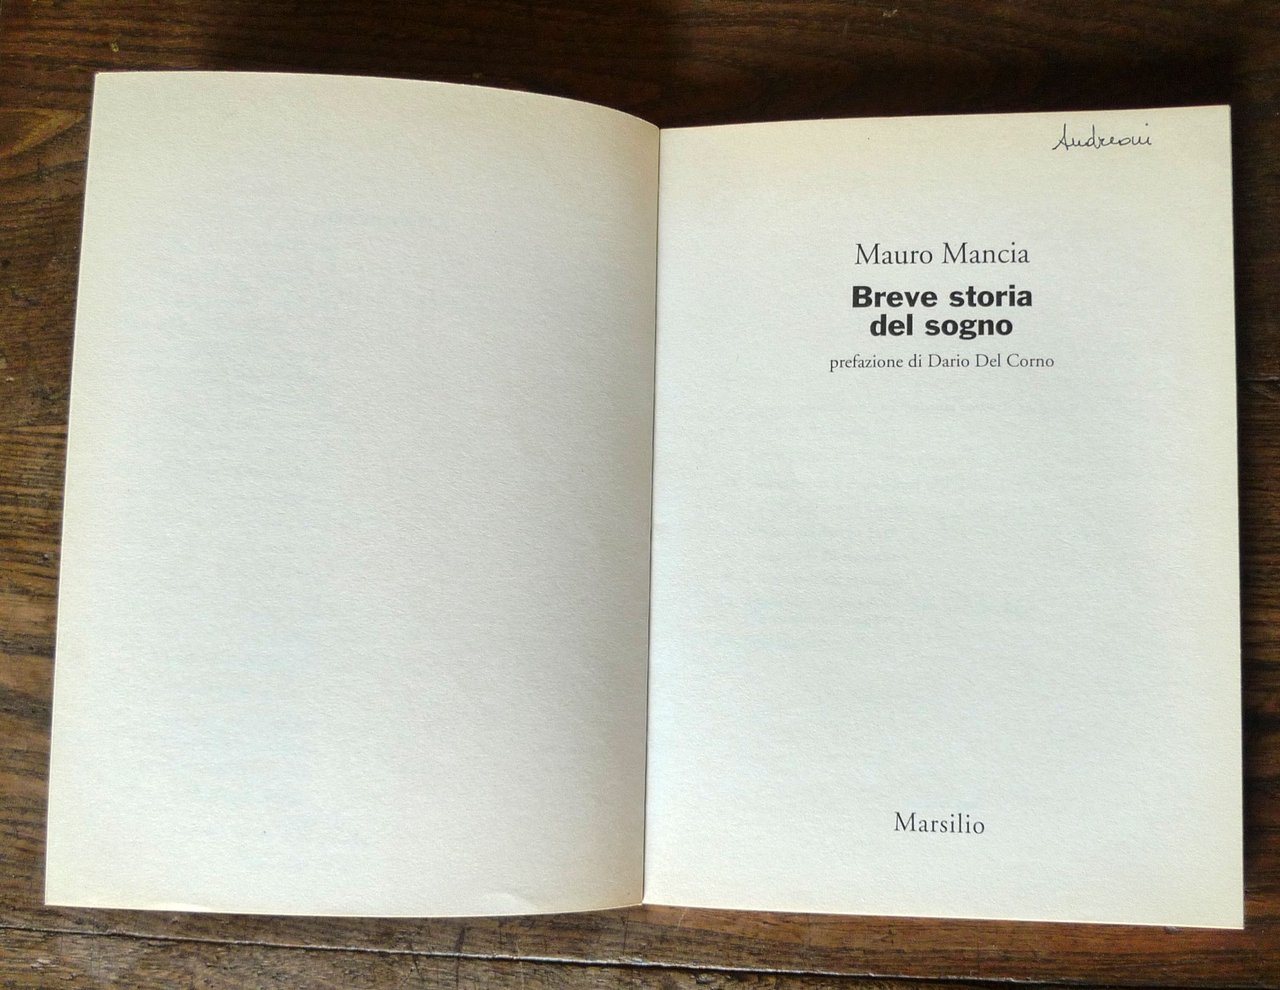 Andreoni
Mauro Mancia
Breve storia
del sogno
prefazione di Dario Del Corno
Marsilio